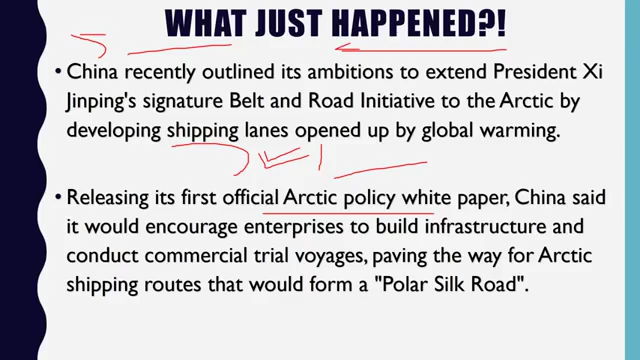 WHAT JUST HAPPENED?!
• China recently outlined its ambitions to extend President Xi
Jinping's signature Belt and Road Initiative to the Arctic by
developing shipping lanes opened up by global warming.
• Releasing its first official Arctic policy white paper, China said
it would encourage enterprises to build infrastructure and
conduct commercial trial voyages, paving the way for Arctic
shipping routes that would form a "Polar Silk Road".